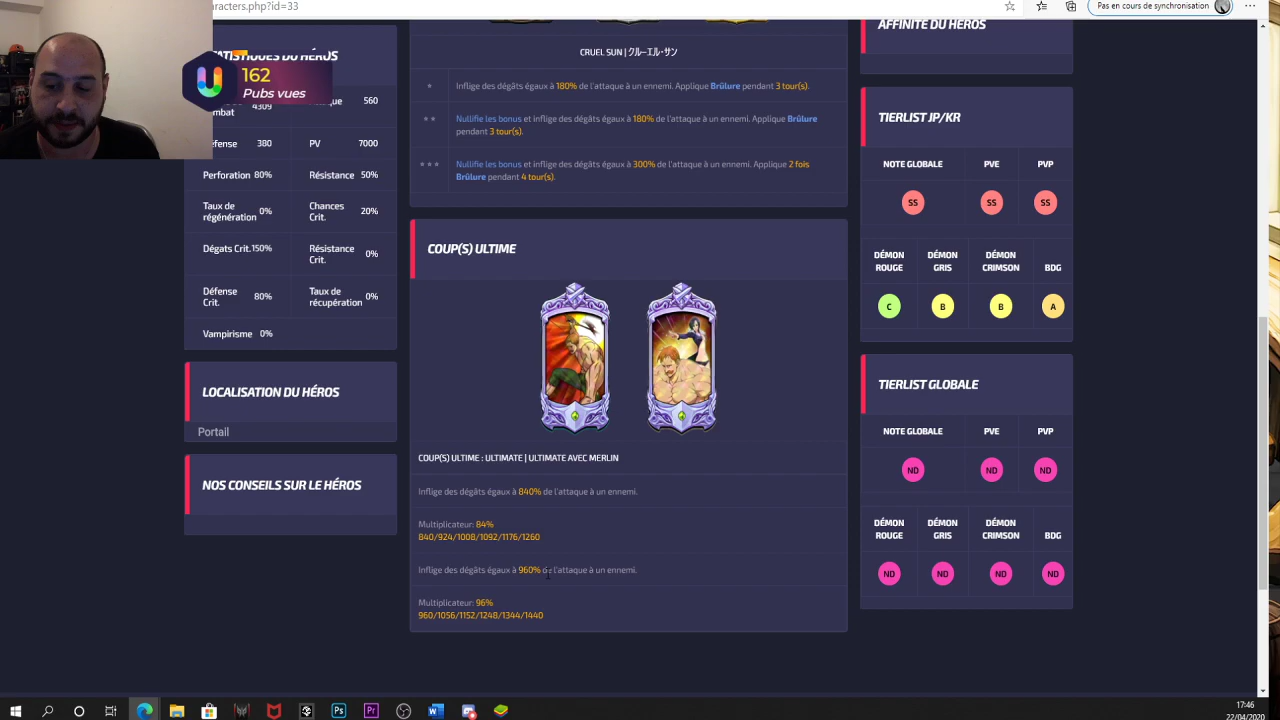 aracters.php?id=33
Pas en cours de synchronisation
STATISTIQUES DU HÉROS
162
Pubs vues
4309
560
380
PV
7000
Perforation 80%
Résistance 50%
Taux de
régénération 0%
Chances
Crit. 20%
Dégats Crit. 150%
Résistance
Crit. 0%
Défense
Crit. 80%
Taux de
récupération 0%
Vampirisme 0%
LOCALISATION DU HÉROS
Portail
NOS CONSEILS SUR LE HÉROS
CRUEL SUN | クルーエル・サン
★ Inflige des dégâts égaux à 180% de l'attaque à un ennemi. Applique Brûlure pendant 3 tour(s).
★★ Nullifie les bonus et inflige des dégâts égaux à 180% de l'attaque à un ennemi. Applique Brûlure
pendant 3 tour(s).
★★★ Nullifie les bonus et inflige des dégâts égaux à 300% de l'attaque à un ennemi. Applique 2 fois
Brûlure pendant 4 tour(s).
COUP(S) ULTIME
COUP(S) ULTIME : ULTIMATE | ULTIMATE AVEC MERLIN
Inflige des dégâts égaux à 840% de l'attaque à un ennemi.
Multiplicateur: 84%
840/924/1008/1092/1176/1260
Inflige des dégâts égaux à 960% de l'attaque à un ennemi.
Multiplicateur: 96%
960/1056/1152/1248/1344/1440
AFFINITÉ DU HÉROS
TIERLIST JP/KR
NOTE GLOBALE PVE PVP
SS SS SS
DÉMON
ROUGE
DÉMON
GRIS
DÉMON
CRIMSON
BDG
C B B A
TIERLIST GLOBALE
NOTE GLOBALE PVE PVP
ND ND ND
DÉMON
ROUGE
DÉMON
GRIS
DÉMON
CRIMSON
BDG
ND ND ND ND
17:46
22/04/2020